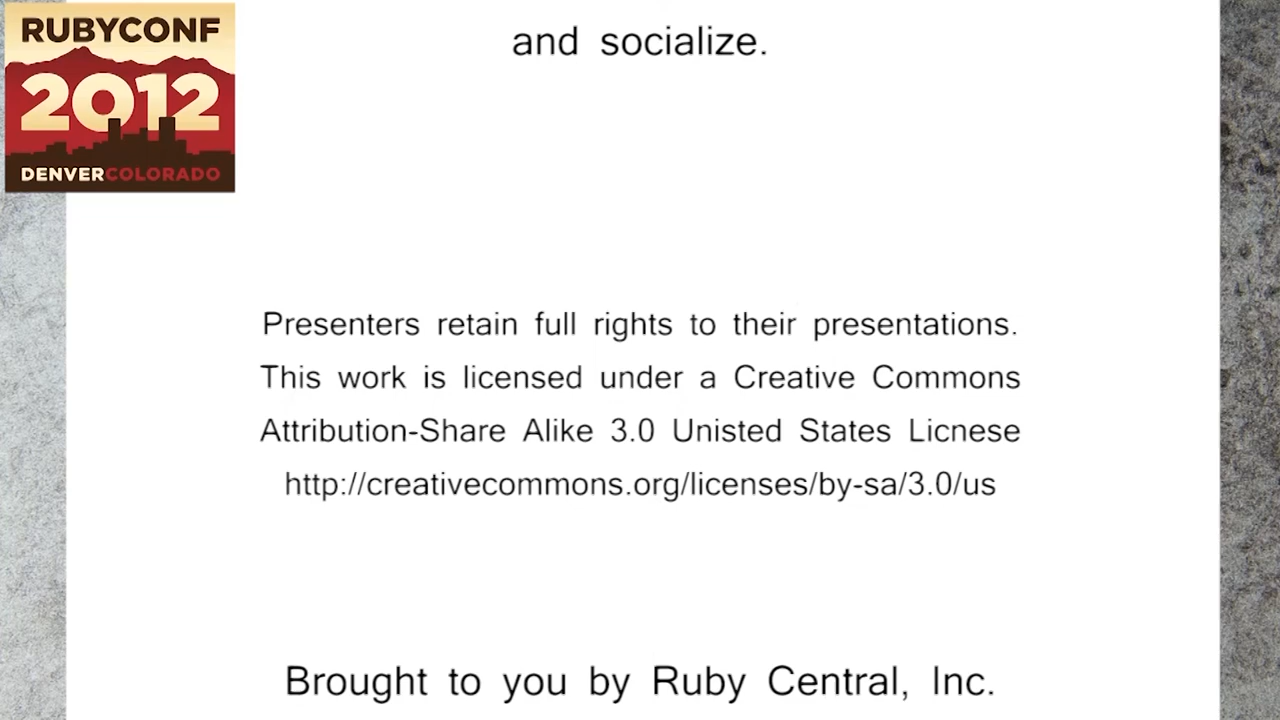 RUBYCONF
2012
DENVERCOLORADO
and socialize.
Presenters retain full rights to their presentations.
This work is licensed under a Creative Commons
Attribution-Share Alike 3.0 Unisted States Licnese
http://creativecommons.org/licenses/by-sa/3.0/us
Brought to you by Ruby Central, Inc.